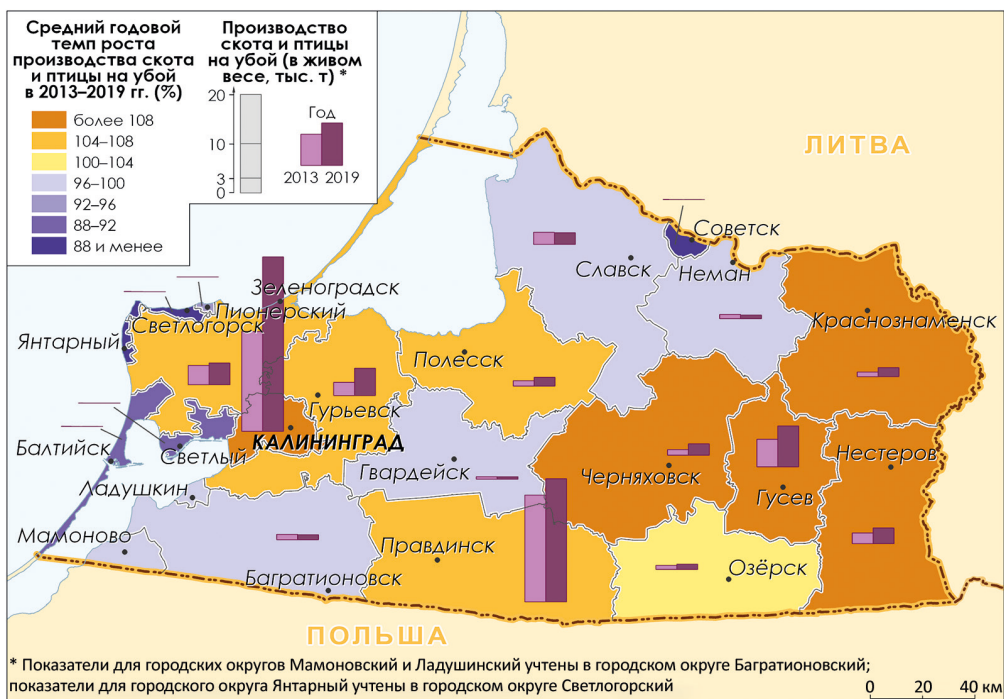 Средний годовой
темп роста
производства скота
и птицы на убой
в 2013–2019 гг. (%)
более 108
104–108
100–104
96–100
92–96
88–92
88 и менее
Производство
скота и птицы
на убой (в живом
весе, тыс. т) *
20
10
3
0
Год
2013 2019
ЛИТВА
Советск
Славск
Неман
Краснознаменск
Зеленоградск
Пионерский
Светлогорск
Янтарный
Полесск
Гурьевск
КАЛИНИНГРАД
Балтийск
Светлый
Гвардейск
Черняховск
Гусев
Нестеров
Ладушкин
Мамоново
Правдинск
Озёрск
Багратионовск
ПОЛЬША
* Показатели для городских округов Мамоновский и Ладушинский учтены в городском округе Багратионовский;
показатели для городского округа Янтарный учтены в городском округе Светлогорский
0 20 40 км